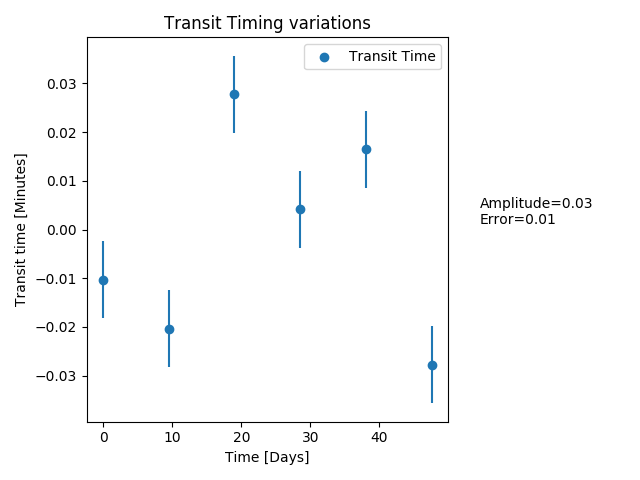 Transit Timing variations
Transit Time
Transit time [Minutes]
0.03
0.02
0.01
0.00
−0.01
−0.02
−0.03
Amplitude=0.03
Error=0.01
0 10 20 30 40
Time [Days]